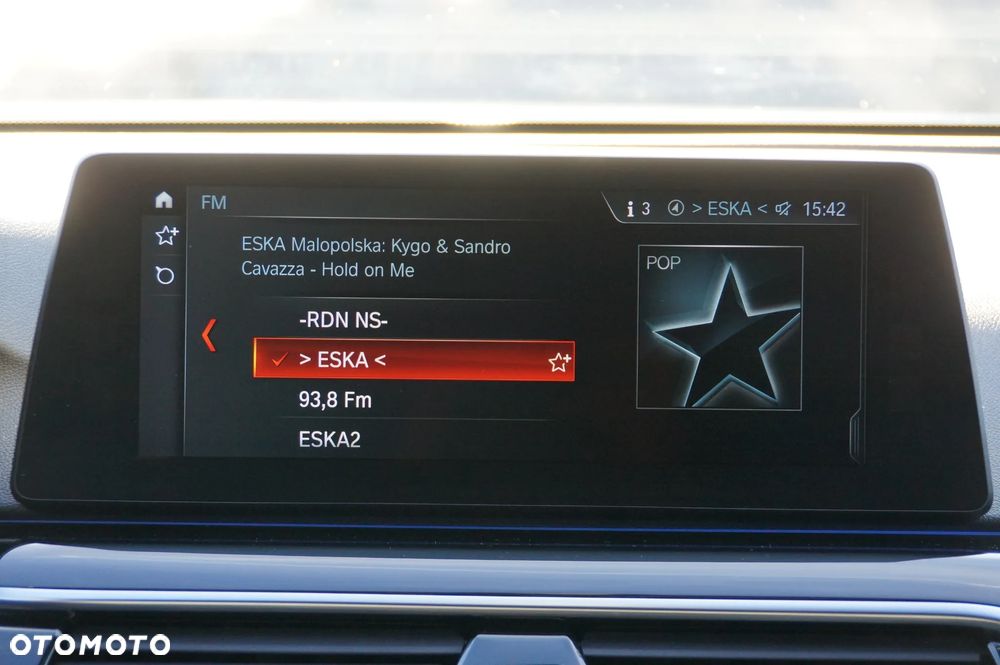 FM
i 3 > ESKA < 15:42
ESKA Malopolska: Kygo & Sandro
Cavazza - Hold on Me
POP
-RDN NS-
> ESKA <
93,8 Fm
ESKA2
OTOMOTO